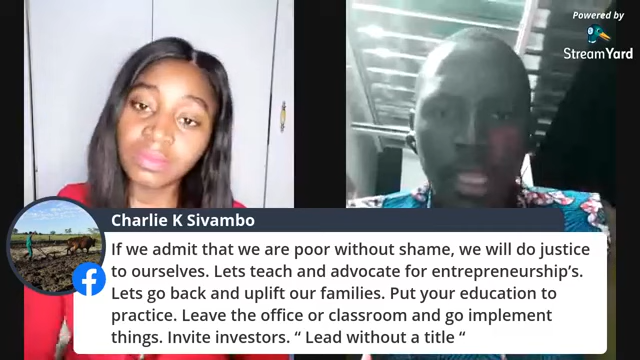 Powered by
StreamYard
Charlie K Sivambo
If we admit that we are poor without shame, we will do justice
to ourselves. Lets teach and advocate for entrepreneurship's.
Lets go back and uplift our families. Put your education to
practice. Leave the office or classroom and go implement
things. Invite investors. “ Lead without a title “